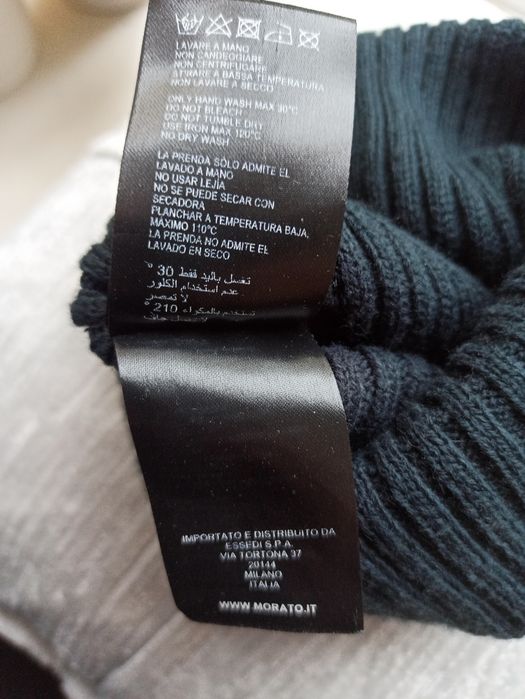 LAVARE A MANO
NON CANDEGGIARE
NON CENTRIFUGARE
STIRARE A BASSA TEMPERATURA
NON LAVARE A SECCO
ONLY HAND WASH MAX 30°C
DO NOT BLEACH
DO NOT TUMBLE DRY
USE IRON MAX 120°C
NO DRY WASH
LA PRENDA SÓLO ADMITE EL
LAVADO A MANO
NO USAR LEJÍA
NO SE PUEDE SECAR CON
SECADORA
PLANCHAR A TEMPERATURA BAJA,
MÁXIMO 110°C
LA PRENDA NO ADMITE EL
LAVADO EN SECO
تغسل باليد فقط 30 °
عدم استخدام الكلور
لا تعصر
تستخدم بالمكواه 210 °
IMPORTATO E DISTRIBUITO DA
ESSEDI S.P.A.
VIA TORTONA 37
20144
MILANO
ITALIA
WWW.MORATO.IT